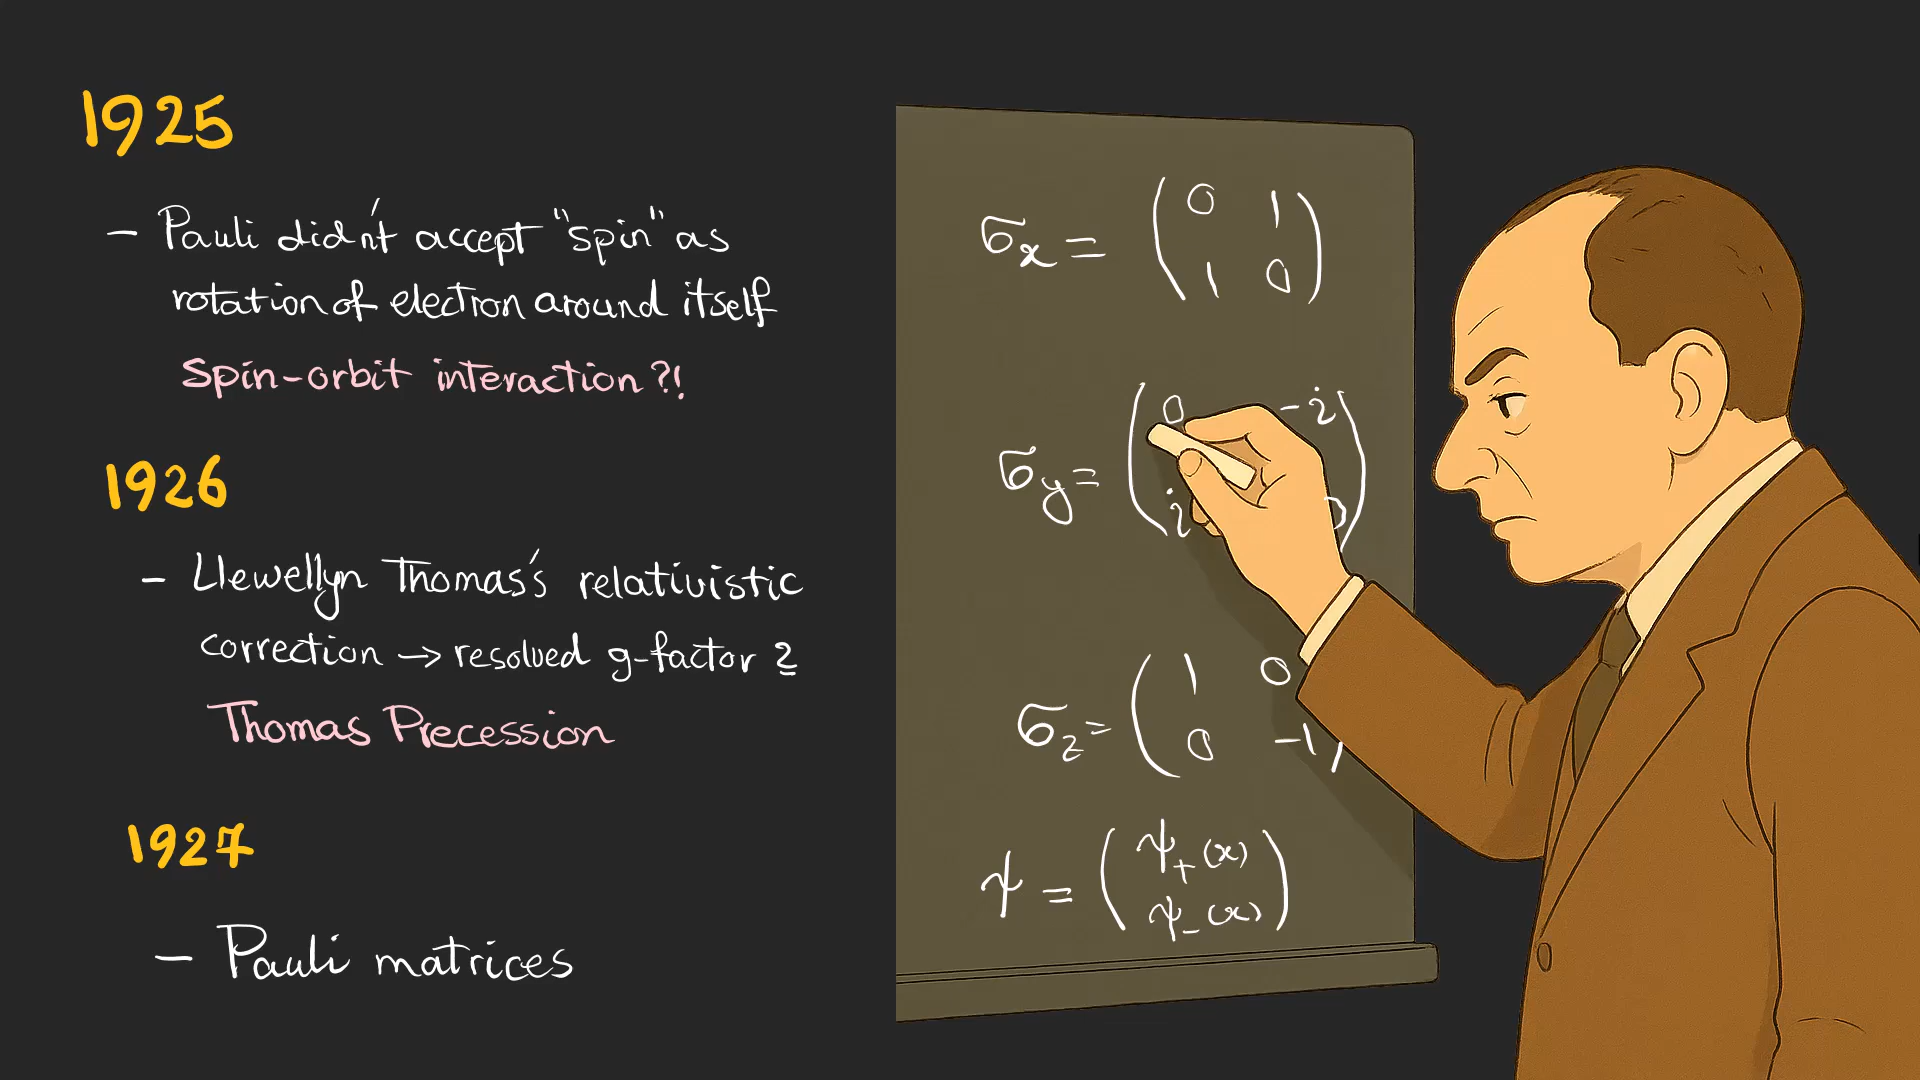 1925
– Pauli didn't accept "spin" as
rotation of electron around itself
Spin-orbit interaction ?!
1926
– Llewellyn Thomas's relativistic
correction → resolved g-factor 2
Thomas Precession
1927
– Pauli matrices
σx = ( 0 1
1 0 )
σy = ( 0 -i
i 0 )
σz = ( 1 0
0 -1 )
ψ = ( ψ+(x)
ψ-(x) )